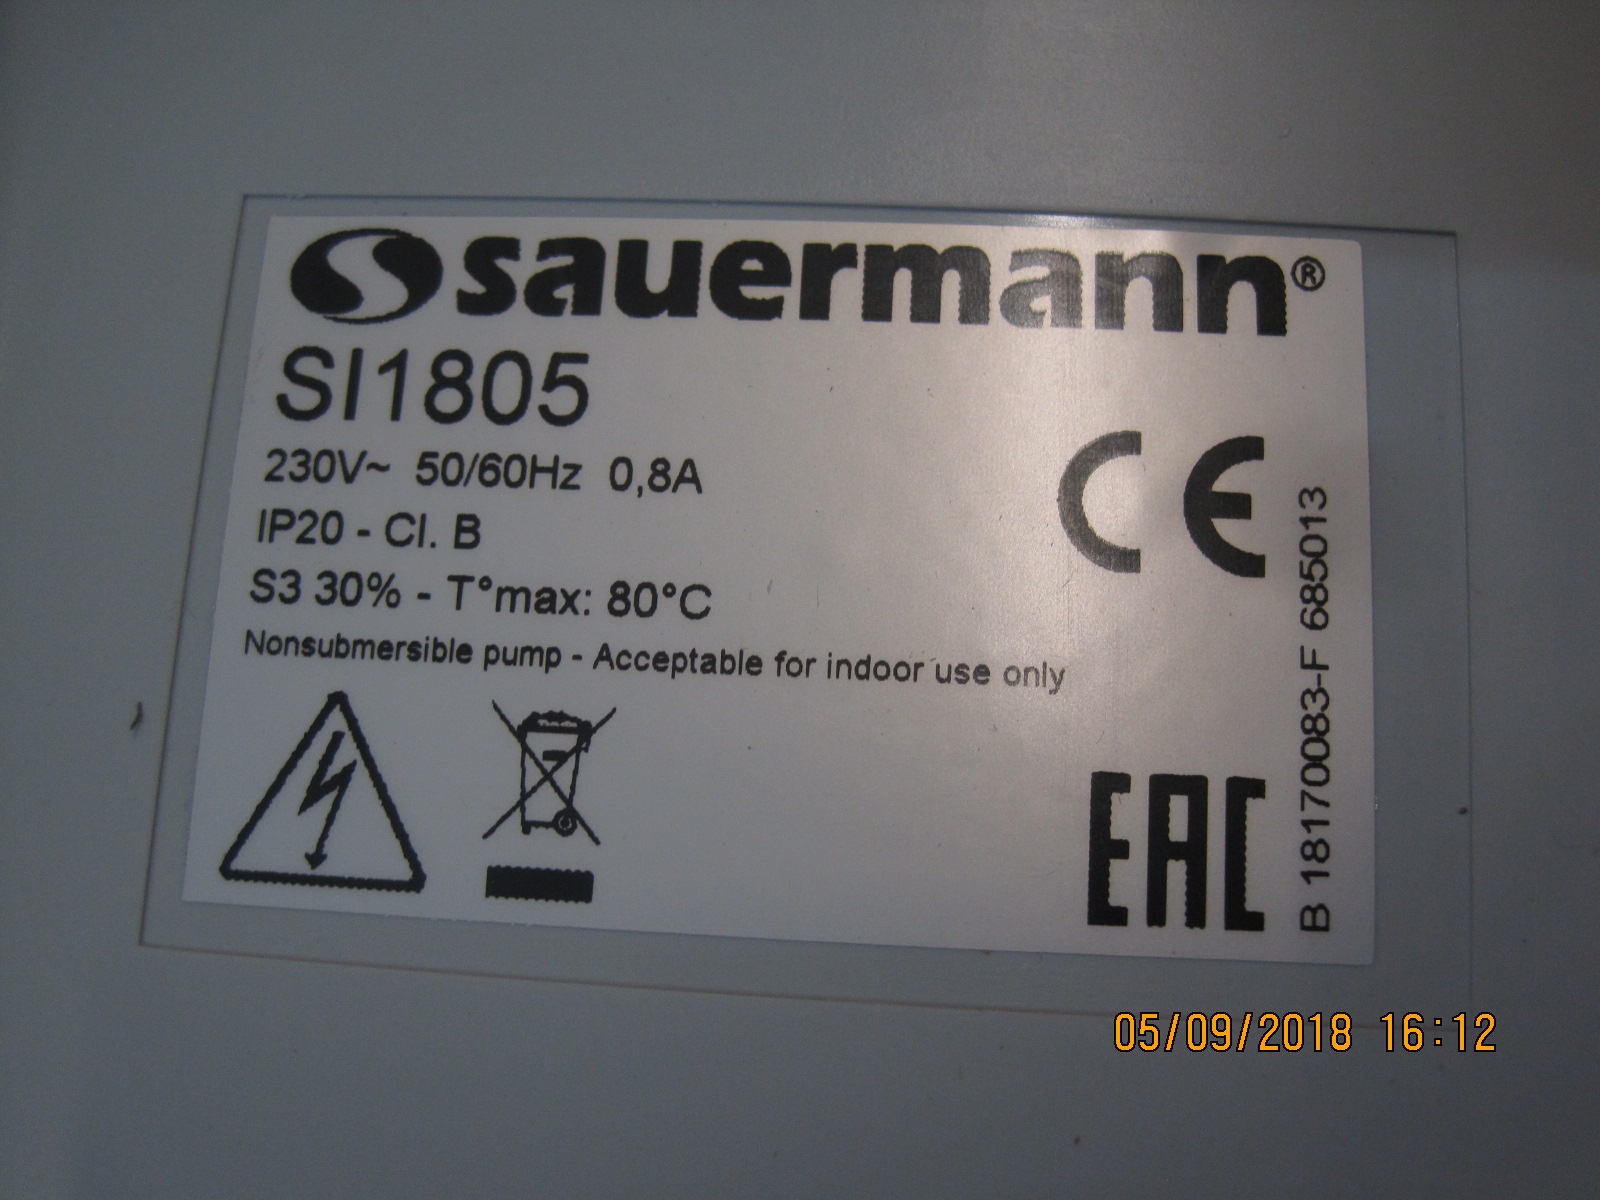 sauermann®
SI1805
230V~ 50/60Hz 0,8A
IP20 - Cl. B
S3 30% - T°max: 80°C
Nonsubmersible pump - Acceptable for indoor use only
CE
EAC
B 18170083-F 685013
05/09/2018 16:12